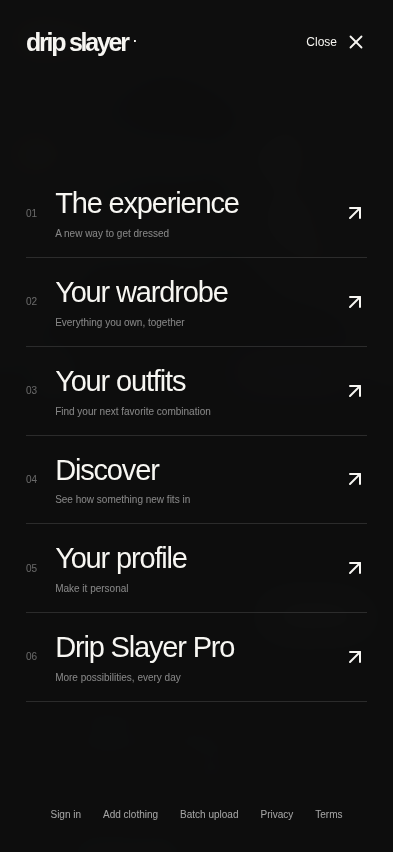 drip slayer
Close
01
The experience
A new way to get dressed
02
Your wardrobe
Everything you own, together
03
Your outfits
Find your next favorite combination
04
Discover
See how something new fits in
05
Your profile
Make it personal
06
Drip Slayer Pro
More possibilities, every day
Sign in Add clothing Batch upload Privacy Terms